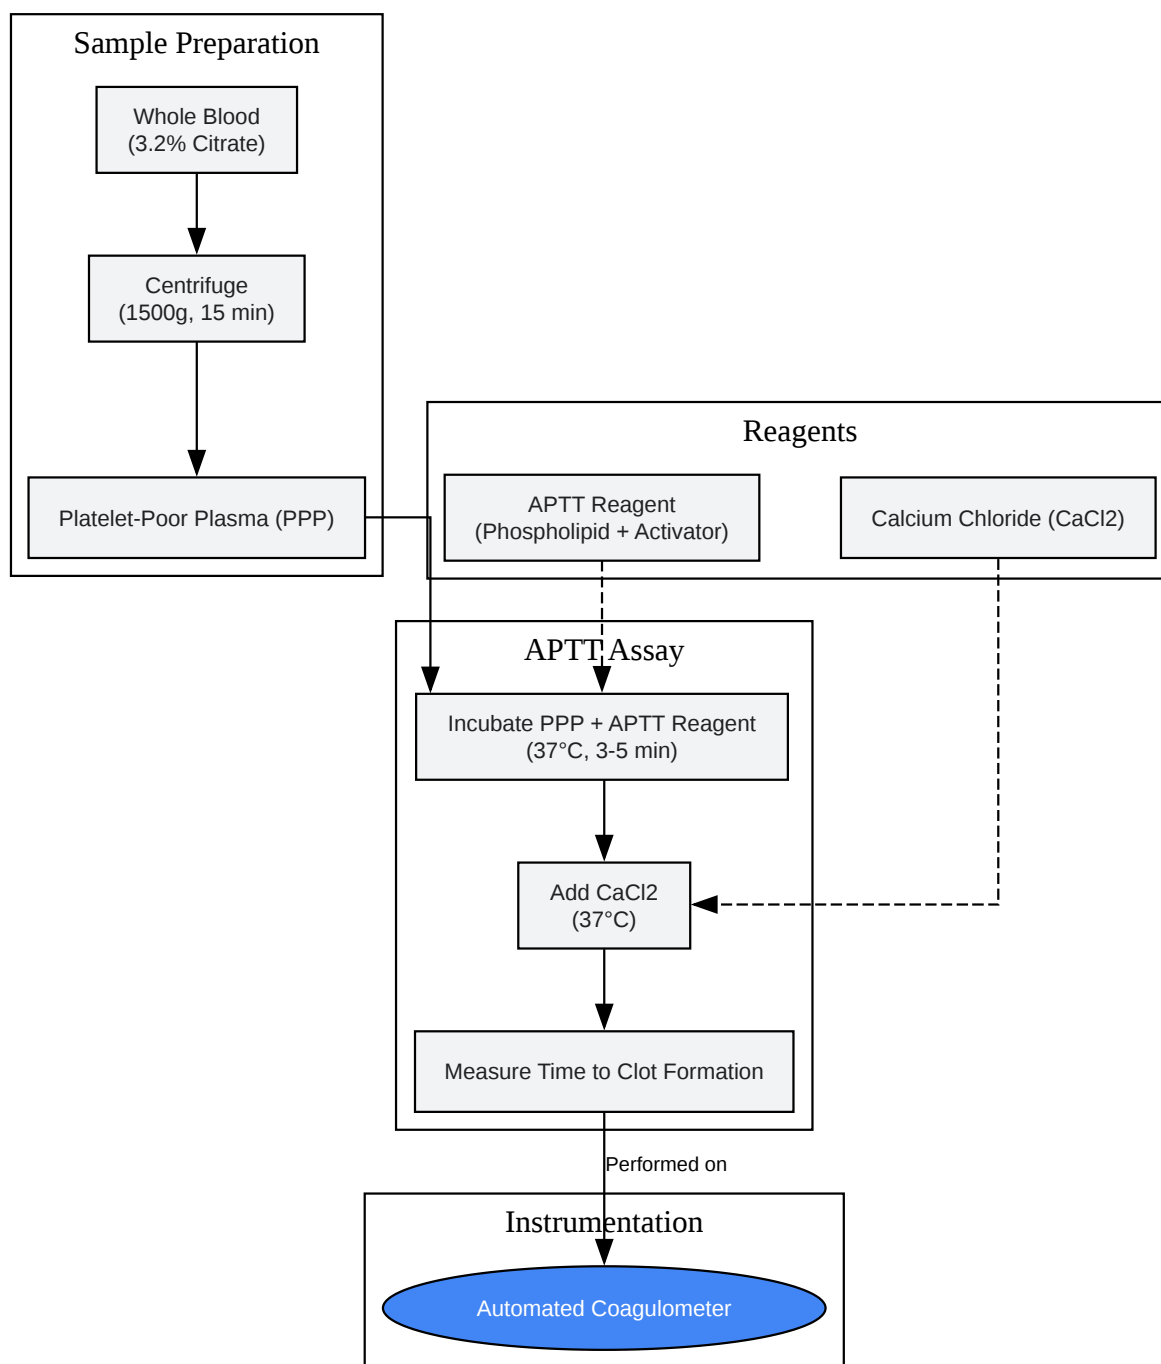 Sample Preparation
Whole Blood
(3.2% Citrate)
Centrifuge
(1500g, 15 min)
Platelet-Poor Plasma (PPP)
Reagents
APTT Reagent
(Phospholipid + Activator)
Calcium Chloride (CaCl2)
APTT Assay
Incubate PPP + APTT Reagent
(37°C, 3-5 min)
Add CaCl2
(37°C)
Measure Time to Clot Formation
Performed on
Instrumentation
Automated Coagulometer